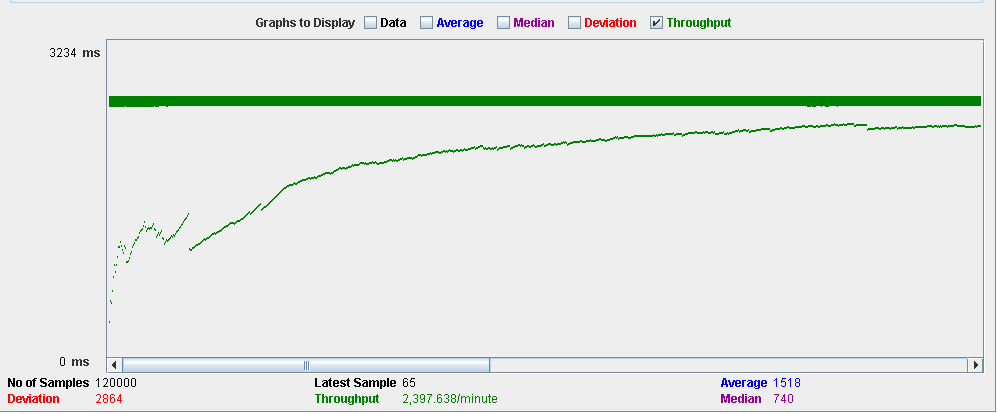 Graphs to Display Data Average Median Deviation Throughput
3234 ms
0 ms
No of Samples 120000 Latest Sample 65 Average 1518
Deviation 2864 Throughput 2,397.638/minute Median 740